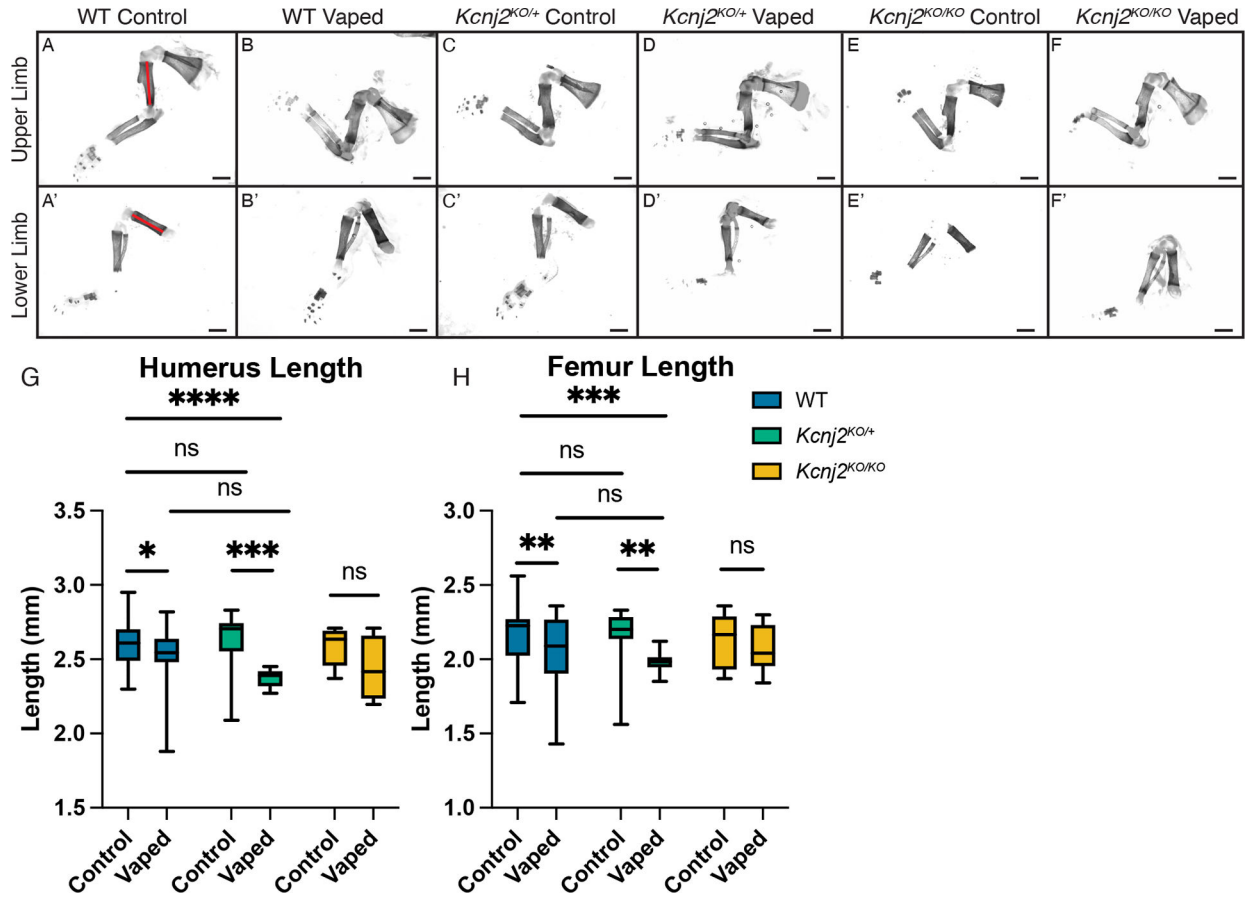 WT Control WT Vaped Kcnj2KO/+ Control Kcnj2KO/+ Vaped Kcnj2KO/KO Control Kcnj2KO/KO Vaped
Upper Limb
A B C D E F
Lower Limb
A' B' C' D' E' F'
G
Humerus Length
****
ns
ns
* *** ns
Length (mm)
3.5
3.0
2.5
2.0
1.5
Control Vaped Control Vaped Control Vaped
H
Femur Length
***
ns
ns
** ** ns
Length (mm)
3.0
2.5
2.0
1.5
1.0
Control Vaped Control Vaped Control Vaped
WT
Kcnj2KO/+
Kcnj2KO/KO